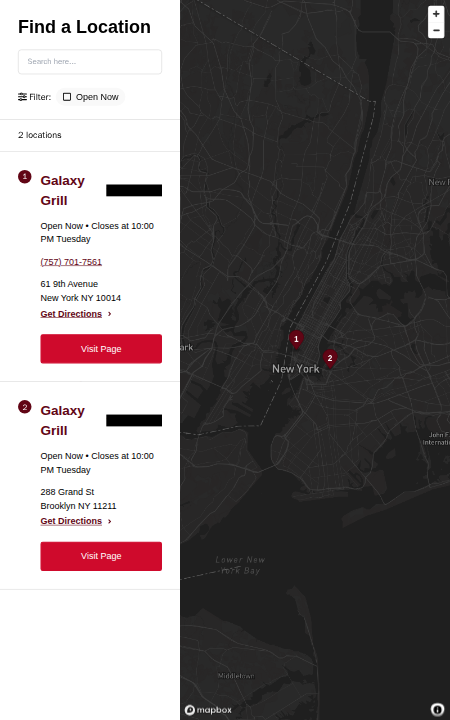 Find a Location
Search here...
Filter:
Open Now
2 locations
1
Galaxy
Grill
Open Now • Closes at 10:00
PM Tuesday
(757) 701-7561
61 9th Avenue
New York NY 10014
Get Directions ›
Visit Page
2
Galaxy
Grill
Open Now • Closes at 10:00
PM Tuesday
288 Grand St
Brooklyn NY 11211
Get Directions ›
Visit Page
+
−
New R
1
2
ark
New York
John F
Internati
Lower New
York Bay
Middletown
mapbox